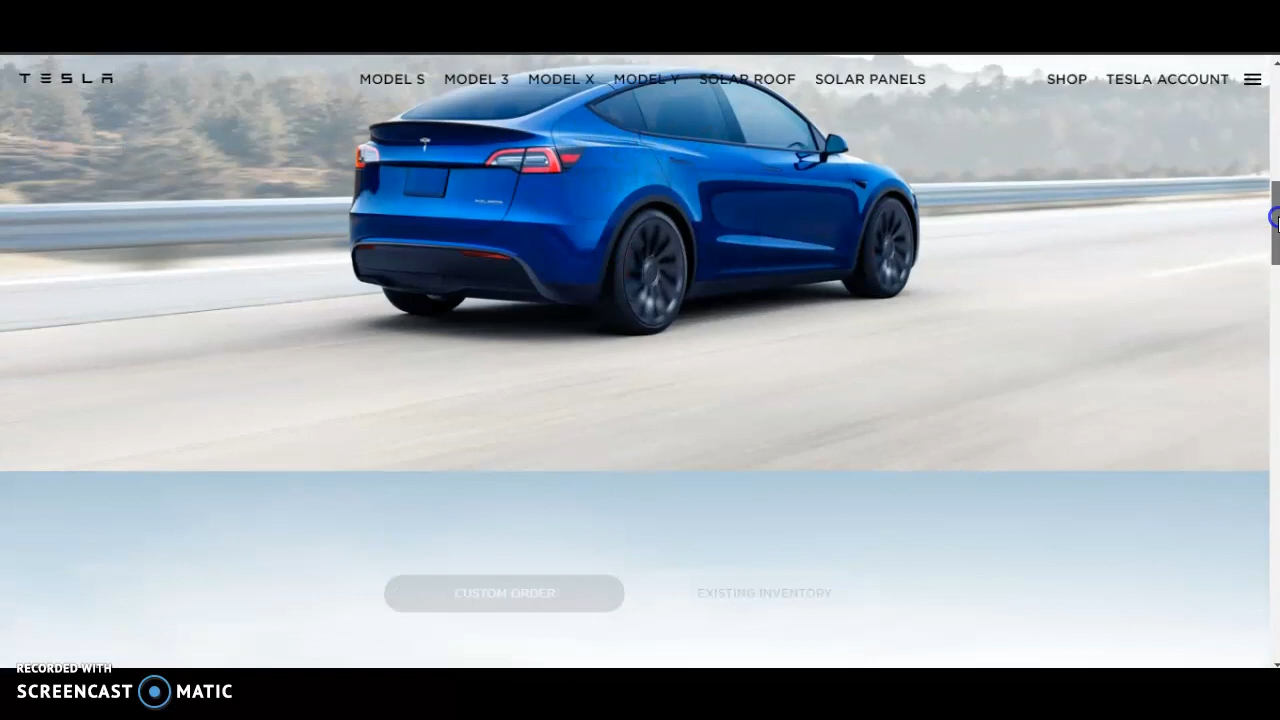 TESLA MODEL S MODEL 3 MODEL X MODEL Y SOLAR ROOF SOLAR PANELS SHOP TESLA ACCOUNT
CUSTOM ORDER EXISTING INVENTORY
RECORDED WITH
SCREENCAST MATIC